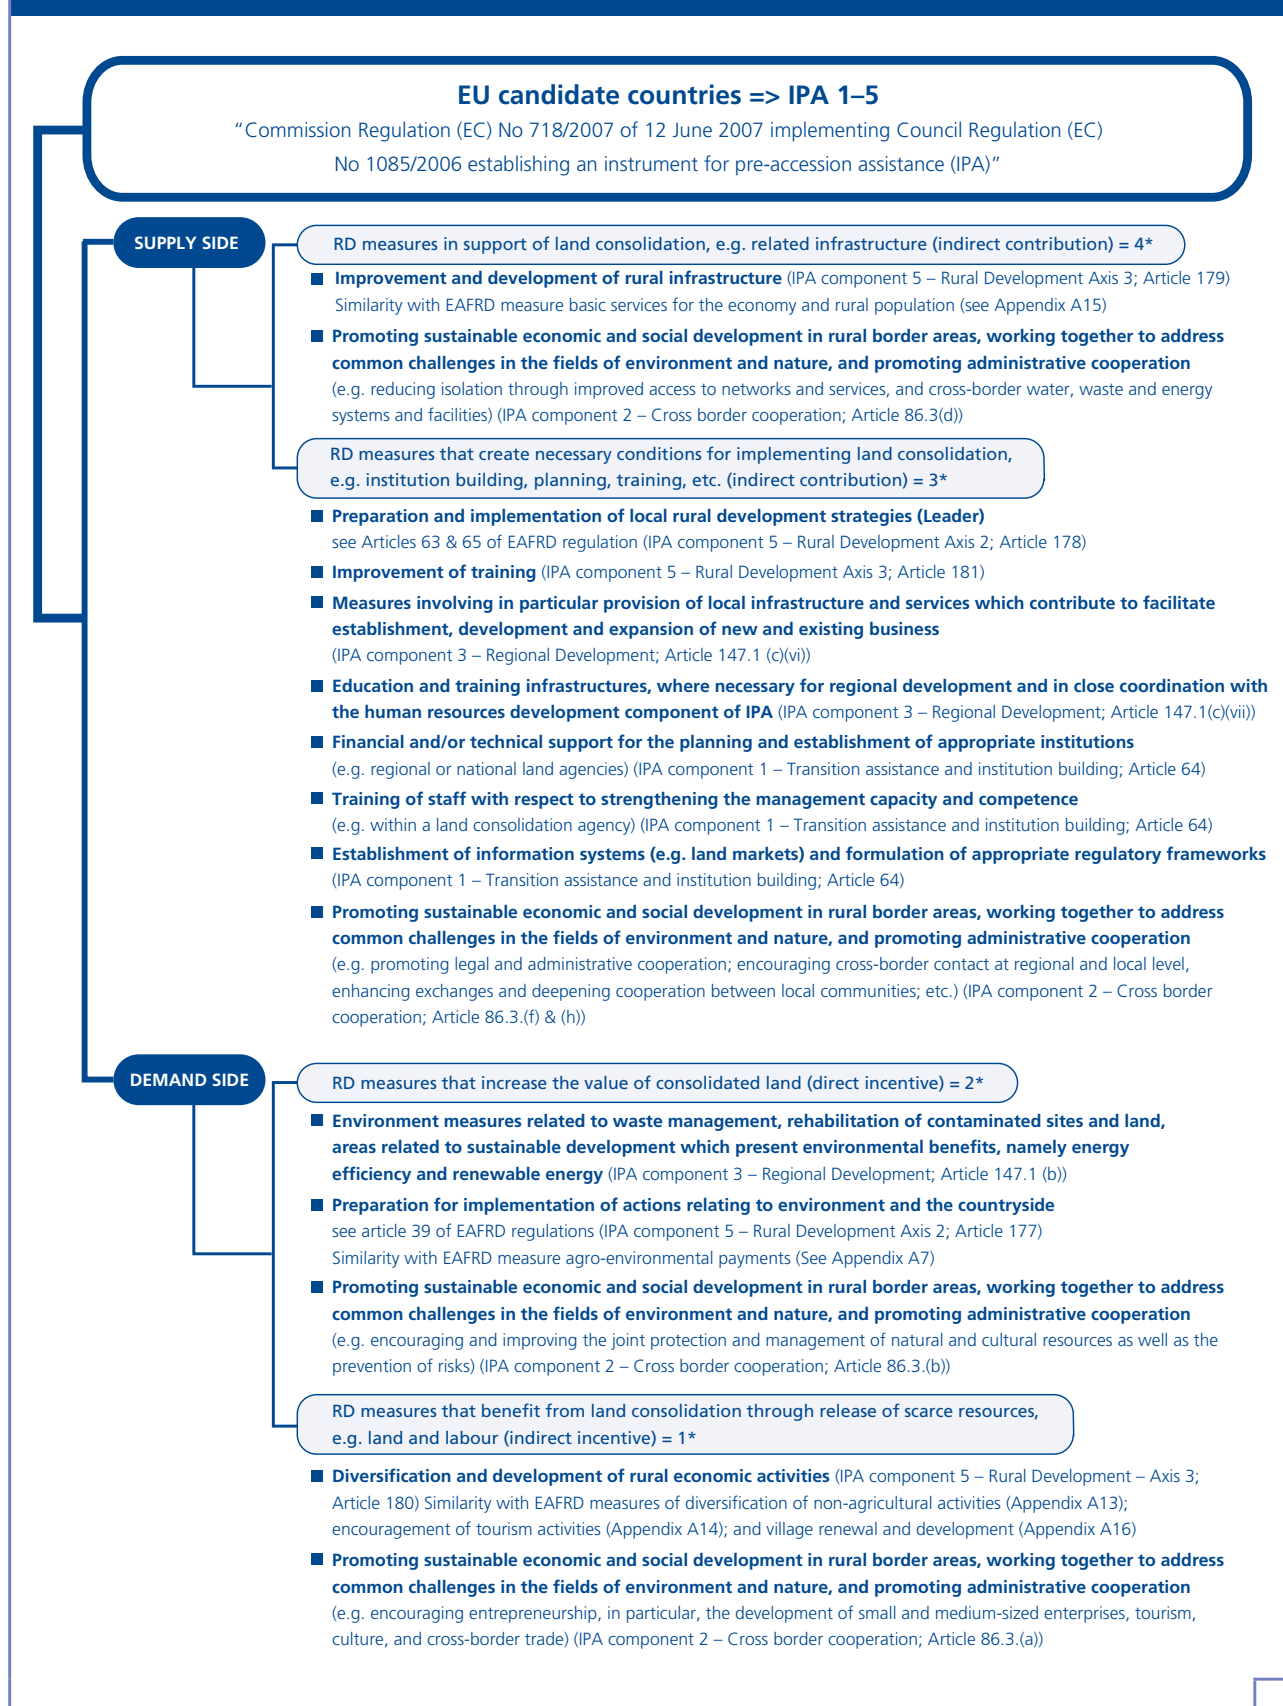 EU candidate countries => IPA 1–5
“Commission Regulation (EC) No 718/2007 of 12 June 2007 implementing Council Regulation (EC)
No 1085/2006 establishing an instrument for pre-accession assistance (IPA)”
SUPPLY SIDE
RD measures in support of land consolidation, e.g. related infrastructure (indirect contribution) = 4*
■ Improvement and development of rural infrastructure (IPA component 5 – Rural Development Axis 3; Article 179)
Similarity with EAFRD measure basic services for the economy and rural population (see Appendix A15)
■ Promoting sustainable economic and social development in rural border areas, working together to address
common challenges in the fields of environment and nature, and promoting administrative cooperation
(e.g. reducing isolation through improved access to networks and services, and cross-border water, waste and energy
systems and facilities) (IPA component 2 – Cross border cooperation; Article 86.3(d))
RD measures that create necessary conditions for implementing land consolidation,
e.g. institution building, planning, training, etc. (indirect contribution) = 3*
■ Preparation and implementation of local rural development strategies (Leader)
see Articles 63 & 65 of EAFRD regulation (IPA component 5 – Rural Development Axis 2; Article 178)
■ Improvement of training (IPA component 5 – Rural Development Axis 3; Article 181)
■ Measures involving in particular provision of local infrastructure and services which contribute to facilitate
establishment, development and expansion of new and existing business
(IPA component 3 – Regional Development; Article 147.1 (c)(vi))
■ Education and training infrastructures, where necessary for regional development and in close coordination with
the human resources development component of IPA (IPA component 3 – Regional Development; Article 147.1(c)(vii))
■ Financial and/or technical support for the planning and establishment of appropriate institutions
(e.g. regional or national land agencies) (IPA component 1 – Transition assistance and institution building; Article 64)
■ Training of staff with respect to strengthening the management capacity and competence
(e.g. within a land consolidation agency) (IPA component 1 – Transition assistance and institution building; Article 64)
■ Establishment of information systems (e.g. land markets) and formulation of appropriate regulatory frameworks
(IPA component 1 – Transition assistance and institution building; Article 64)
■ Promoting sustainable economic and social development in rural border areas, working together to address
common challenges in the fields of environment and nature, and promoting administrative cooperation
(e.g. promoting legal and administrative cooperation; encouraging cross-border contact at regional and local level,
enhancing exchanges and deepening cooperation between local communities; etc.) (IPA component 2 – Cross border
cooperation; Article 86.3.(f) & (h))
DEMAND SIDE
RD measures that increase the value of consolidated land (direct incentive) = 2*
■ Environment measures related to waste management, rehabilitation of contaminated sites and land,
areas related to sustainable development which present environmental benefits, namely energy
efficiency and renewable energy (IPA component 3 – Regional Development; Article 147.1 (b))
■ Preparation for implementation of actions relating to environment and the countryside
see article 39 of EAFRD regulations (IPA component 5 – Rural Development Axis 2; Article 177)
Similarity with EAFRD measure agro-environmental payments (See Appendix A7)
■ Promoting sustainable economic and social development in rural border areas, working together to address
common challenges in the fields of environment and nature, and promoting administrative cooperation
(e.g. encouraging and improving the joint protection and management of natural and cultural resources as well as the
prevention of risks) (IPA component 2 – Cross border cooperation; Article 86.3.(b))
RD measures that benefit from land consolidation through release of scarce resources,
e.g. land and labour (indirect incentive) = 1*
■ Diversification and development of rural economic activities (IPA component 5 – Rural Development – Axis 3;
Article 180) Similarity with EAFRD measures of diversification of non-agricultural activities (Appendix A13);
encouragement of tourism activities (Appendix A14); and village renewal and development (Appendix A16)
■ Promoting sustainable economic and social development in rural border areas, working together to address
common challenges in the fields of environment and nature, and promoting administrative cooperation
(e.g. encouraging entrepreneurship, in particular, the development of small and medium-sized enterprises, tourism,
culture, and cross-border trade) (IPA component 2 – Cross border cooperation; Article 86.3.(a))